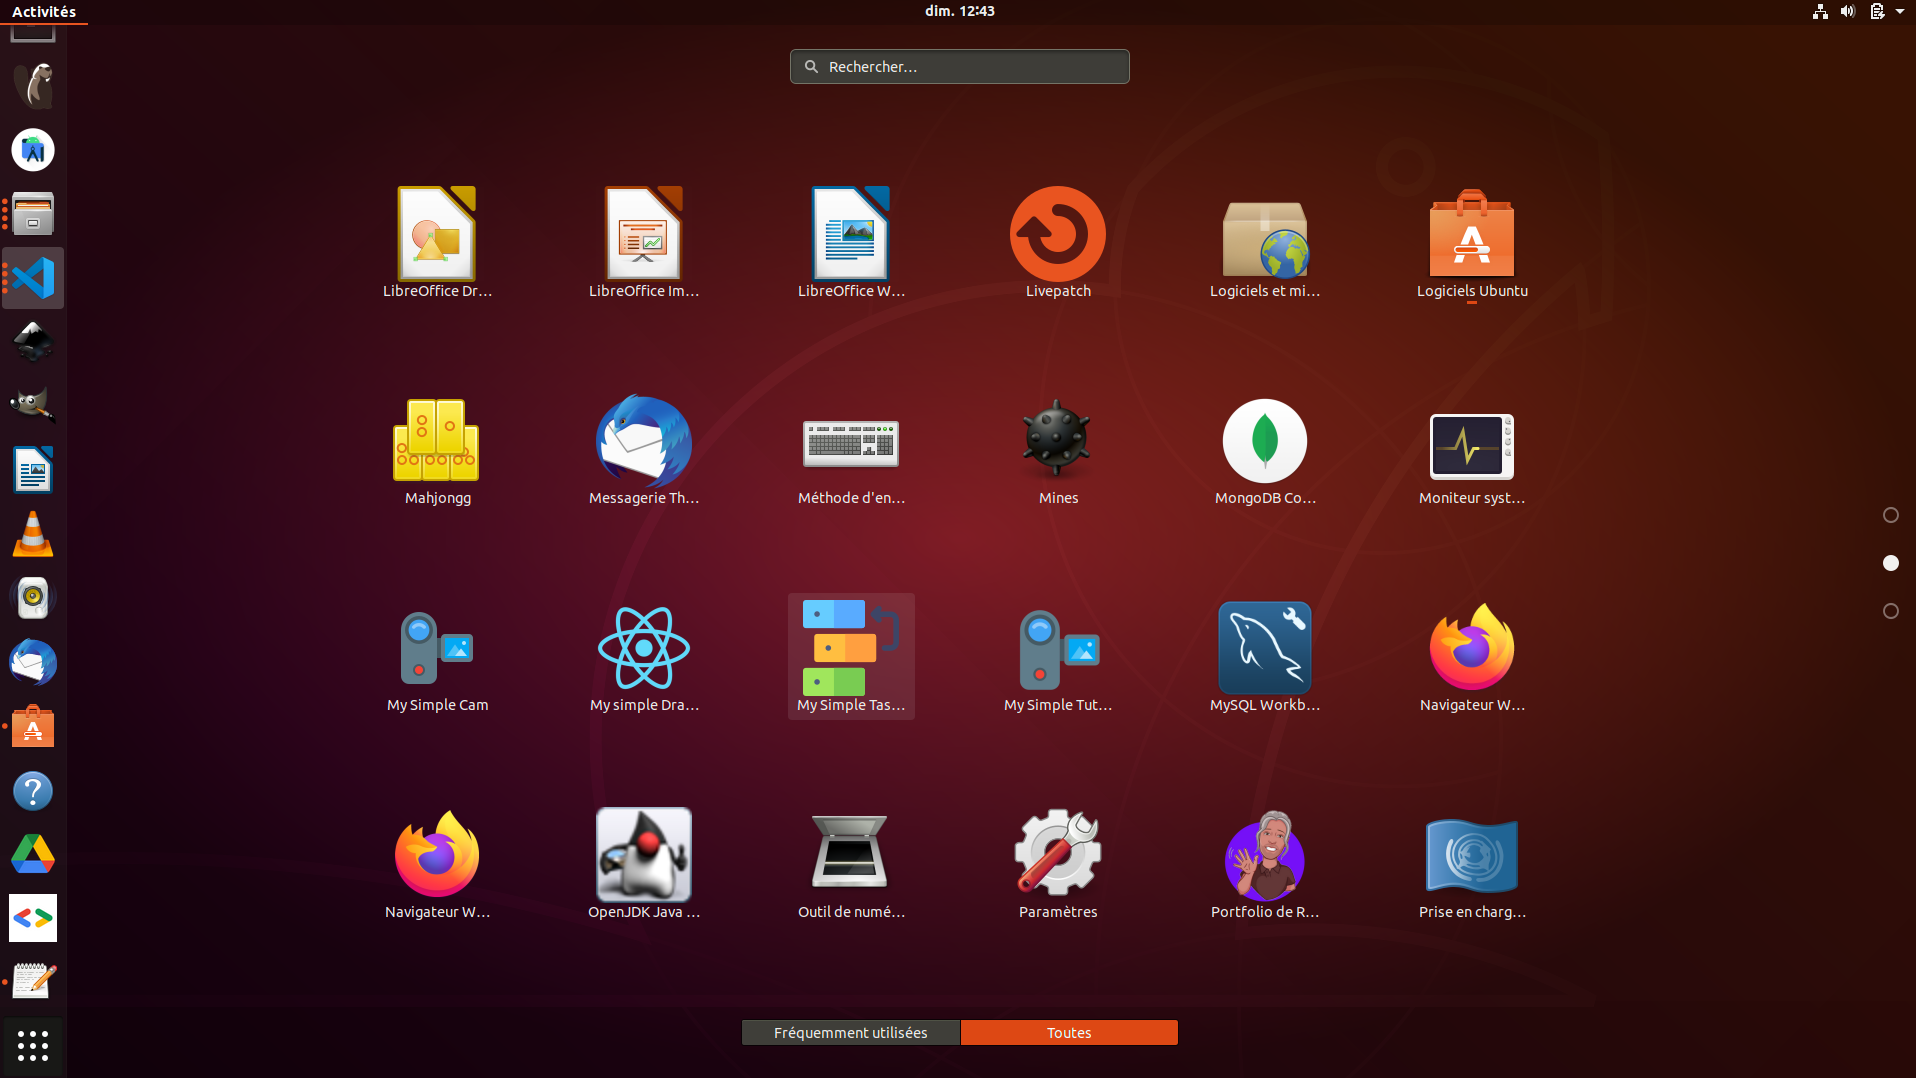 Activités
dim. 12:43
Rechercher…
LibreOffice Dr…
LibreOffice Im…
LibreOffice W…
Livepatch
Logiciels et mi…
Logiciels Ubuntu
Mahjongg
Messagerie Th…
Méthode d'en…
Mines
MongoDB Co…
Moniteur syst…
My Simple Cam
My simple Dra…
My Simple Tas…
My Simple Tut…
MySQL Workb…
Navigateur W…
Navigateur W…
OpenJDK Java …
Outil de numé…
Paramètres
Portfolio de R…
Prise en charg…
Fréquemment utilisées
Toutes